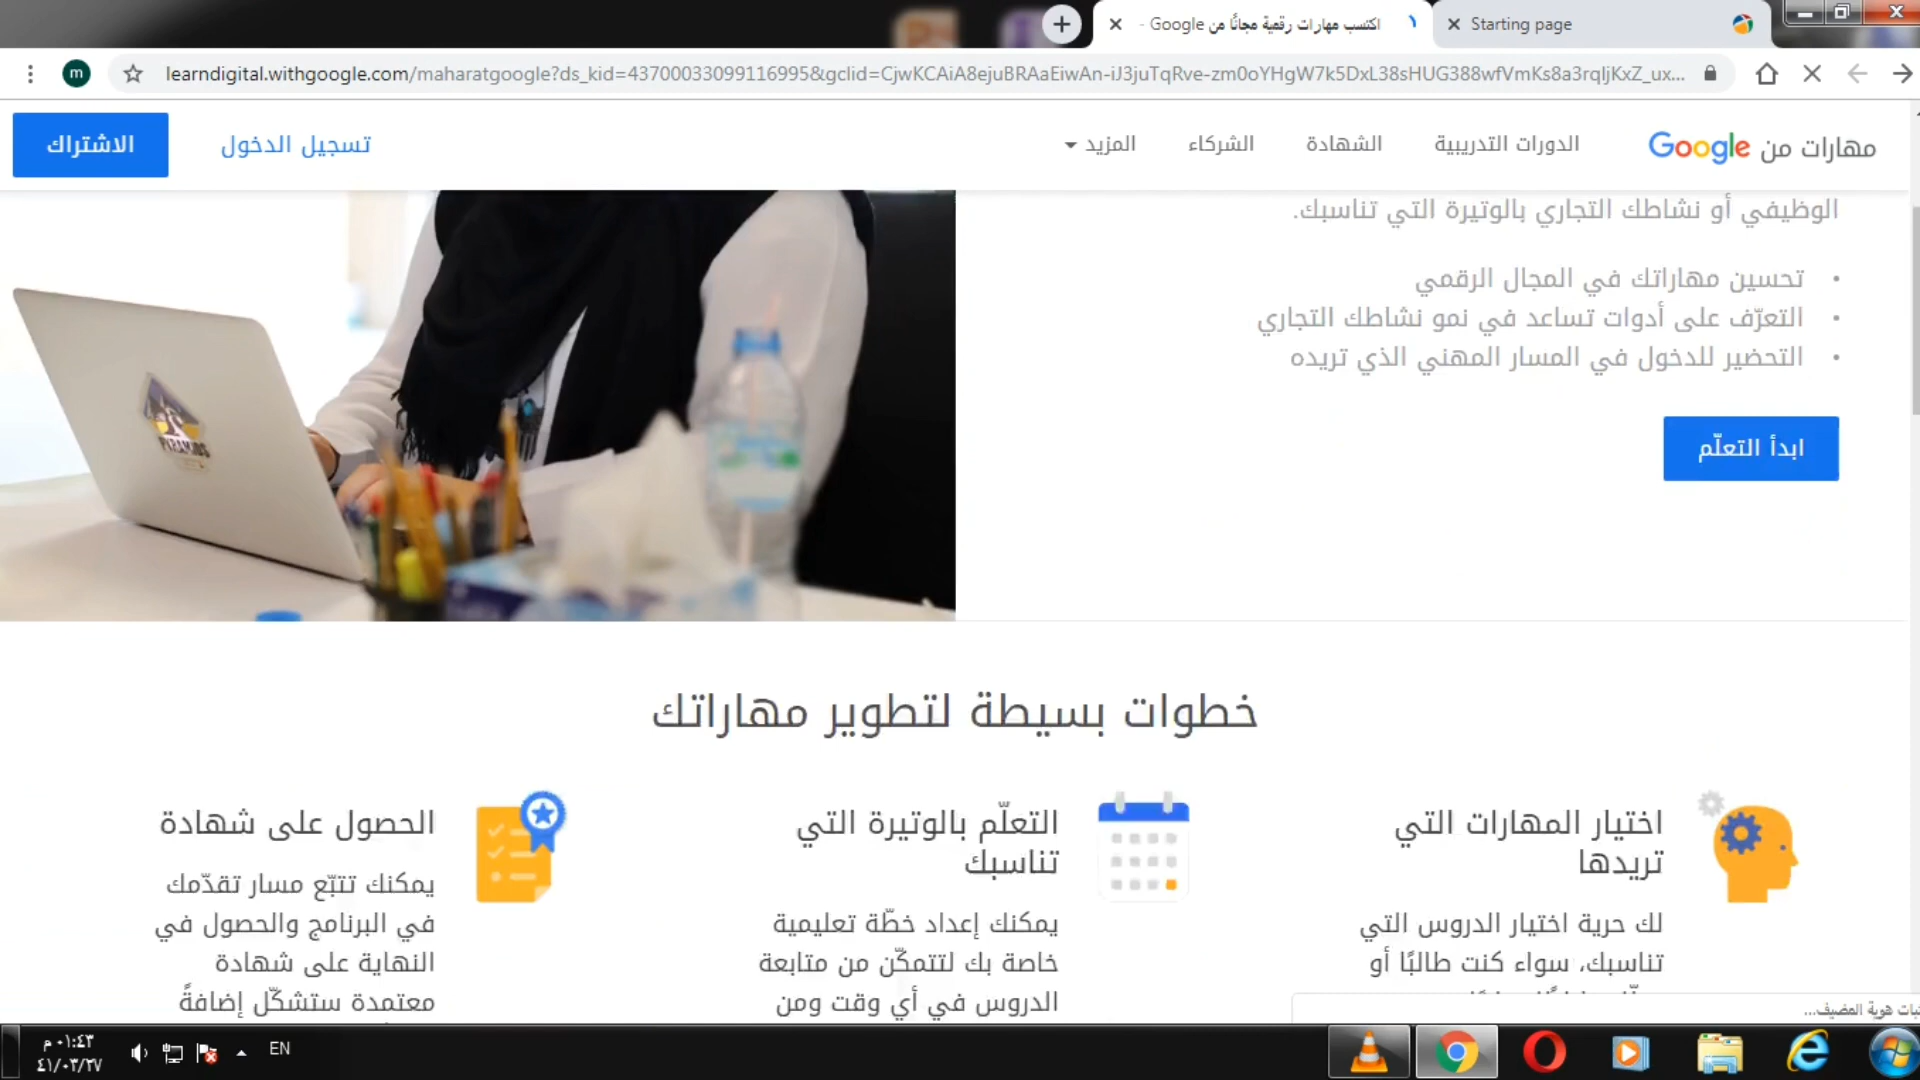 اكتسب مهارات رقمية مجانًا من Google -
Starting page
m
learndigital.withgoogle.com/maharatgoogle?ds_kid=43700033099116995&gclid=CjwKCAiA8ejuBRAaEiwAn-iJ3juTqRve-zm0oYHgW7k5DxL38sHUG388wfVmKs8a3rqIjKxZ_ux...
مهارات من Google
الدورات التدريبية
الشهادة
الشركاء
المزيد
تسجيل الدخول
الاشتراك
الوظيفي أو نشاطك التجاري بالوتيرة التي تناسبك.
• تحسين مهاراتك في المجال الرقمي
• التعرّف على أدوات تساعد في نمو نشاطك التجاري
• التحضير للدخول في المسار المهني الذي تريده
ابدأ التعلّم
خطوات بسيطة لتطوير مهاراتك
اختيار المهارات التي
تريدها
لك حرية اختيار الدروس التي
تناسبك، سواء كنت طالبًا أو
التعلّم بالوتيرة التي
تناسبك
يمكنك إعداد خطّة تعليمية
خاصة بك لتتمكّن من متابعة
الدروس في أي وقت ومن
الحصول على شهادة
يمكنك تتبّع مسار تقدّمك
في البرنامج والحصول في
النهاية على شهادة
معتمدة ستشكّل إضافةً
هوية المضيف...
EN
٠١:٤٣ م
٤١/٠٣/٢٧